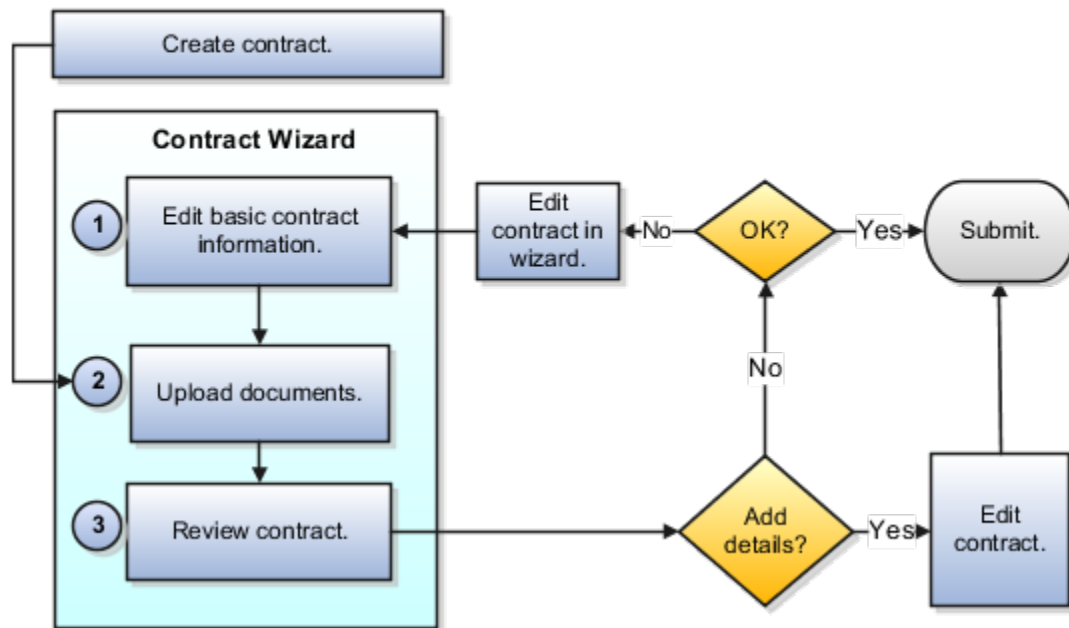 Create contract.
Contract Wizard
1
Edit basic contract
information.
Edit
contract in
wizard.
No
OK?
Yes
Submit.
2
Upload documents.
No
3
Review contract.
Add
details?
Yes
Edit
contract.